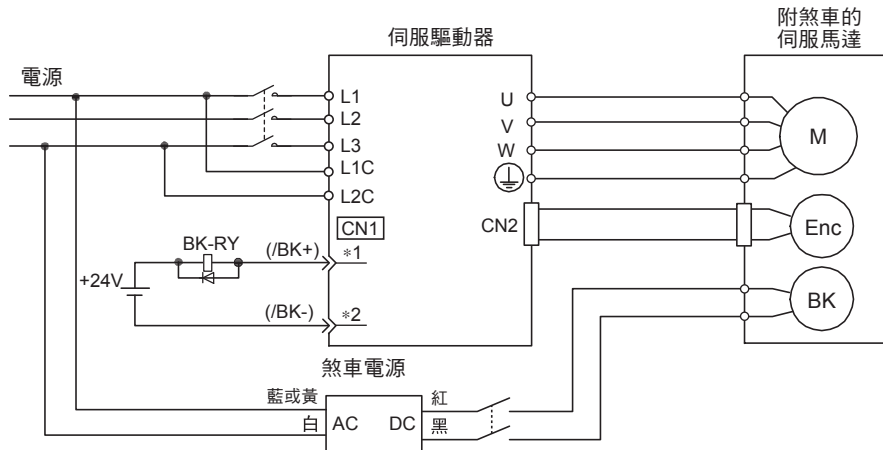 附煞車的
伺服馬達
伺服驅動器
電源
L1
L2
L3
L1C
L2C
U
V
W
M
CN1
CN2
Enc
BK-RY
(/BK+)
*1
+24V
(/BK-)
*2
BK
煞車電源
藍或黃
白
AC
DC
紅
黑